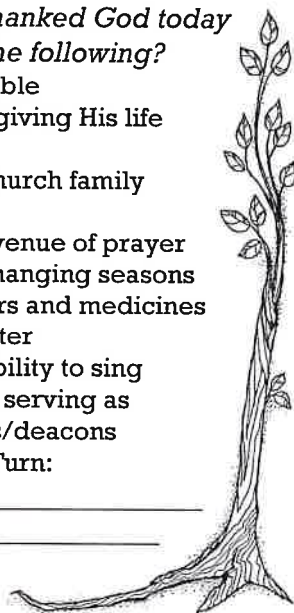 hanked God today
he following?
ble
giving His life
hurch family
venue of prayer
hanging seasons
rs and medicines
ter
bility to sing
serving as
s/deacons
Turn: